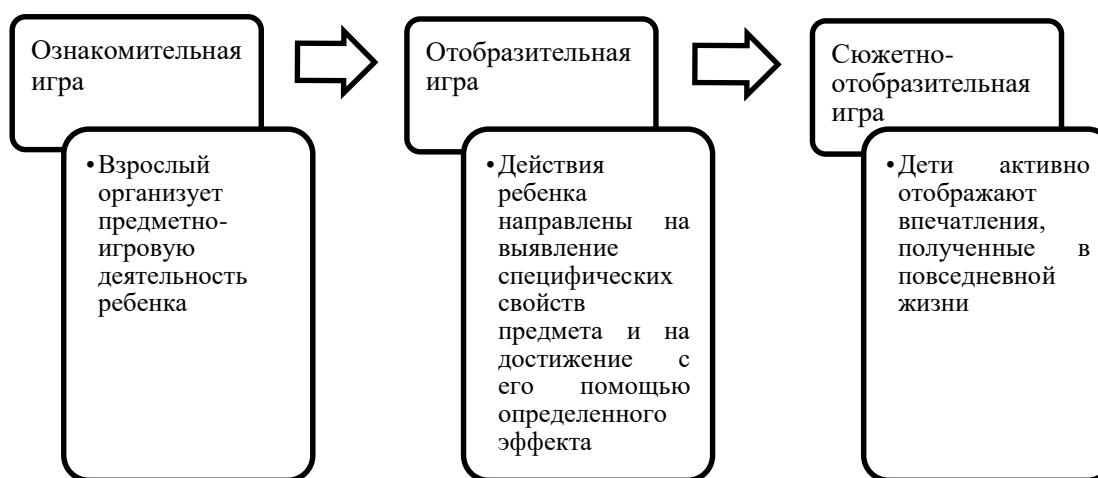 Ознакомительная
игра
• Взрослый
организует
предметно-
игровую
деятельность
ребенка
Отобразительная
игра
• Действия
ребенка
направлены на
выявление
специфических
свойств
предмета и на
достижение с
его помощью
определенного
эффекта
Сюжетно-
отобразительная
игра
• Дети активно
отображают
впечатления,
полученные в
повседневной
жизни